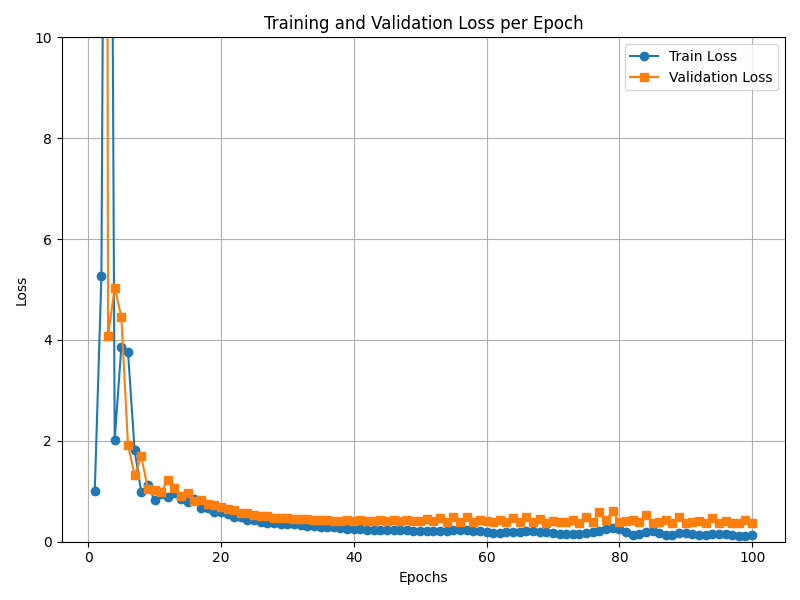 Training and Validation Loss per Epoch
10
8
6
4
2
0
Loss
Train Loss
Validation Loss
0 20 40 60 80 100
Epochs